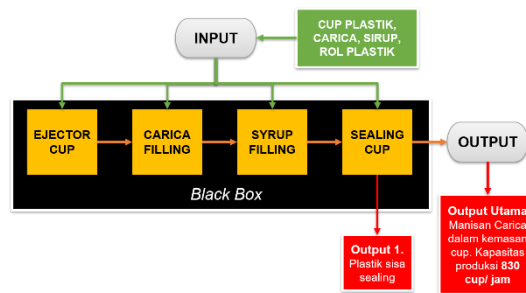 INPUT
CUP PLASTIK,
CARICA, SIRUP,
ROL PLASTIK
EJECTOR
CUP
CARICA
FILLING
SYRUP
FILLING
SEALING
CUP
OUTPUT
Black Box
Output 1.
Plastik sisa
sealing
Output Utama
Manisan Carica
dalam kemasan
cup. Kapasitas
produksi 830
cup/ jam